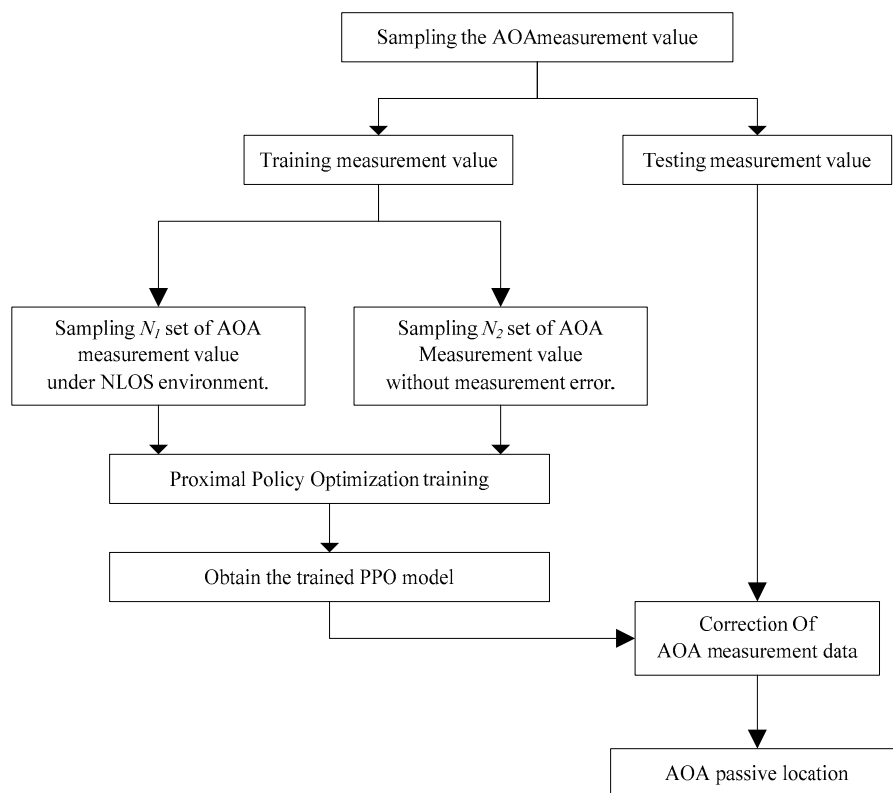 Sampling the AOAmeasurement value
Training measurement value
Testing measurement value
Sampling N1 set of AOA
measurement value
under NLOS environment.
Sampling N2 set of AOA
Measurement value
without measurement error.
Proximal Policy Optimization training
Obtain the trained PPO model
Correction Of
AOA measurement data
AOA passive location